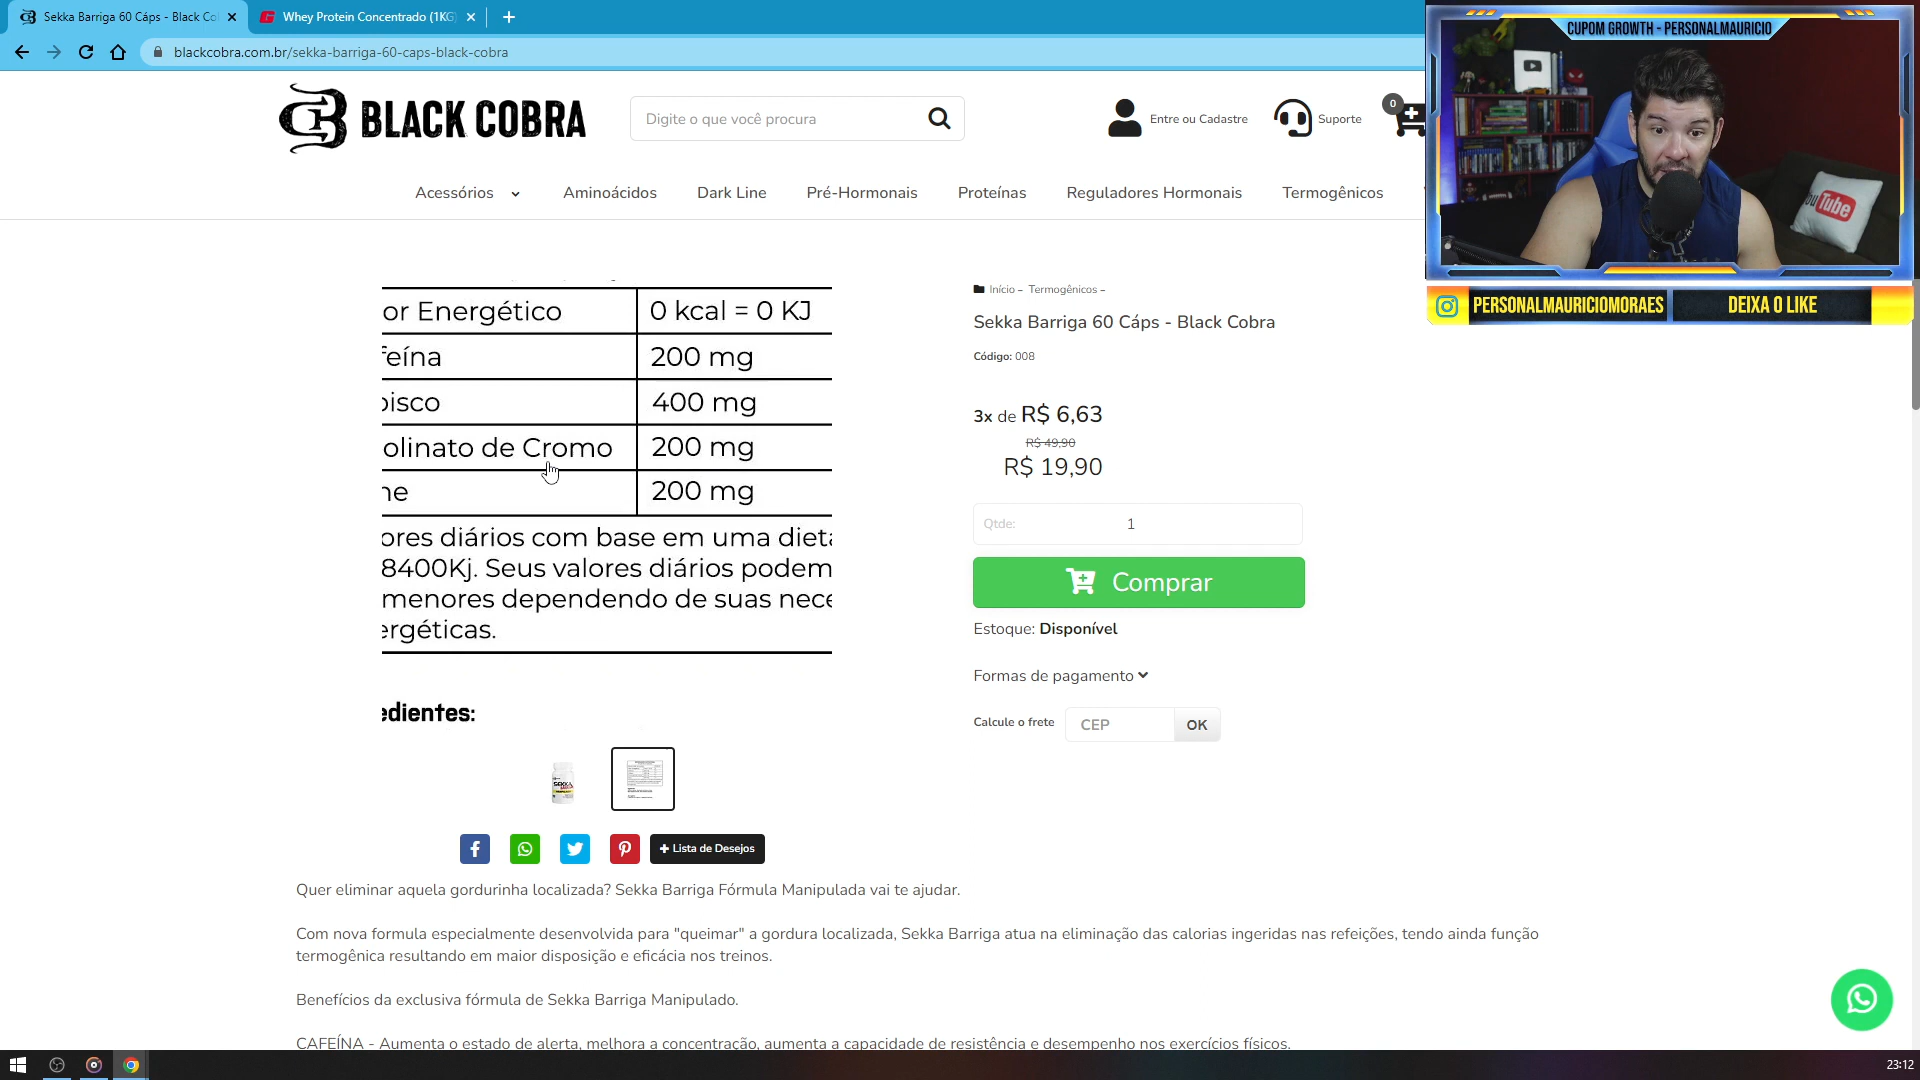 Sekka Barriga 60 Cáps - Black Co
Whey Protein Concentrado (1KG)
blackcobra.com.br/sekka-barriga-60-caps-black-cobra
CUPOM GROWTH - PERSONALMAURICIO
BLACK COBRA
Digite o que você procura
Entre ou Cadastre
Suporte
0
Acessórios
Aminoácidos
Dark Line
Pré-Hormonais
Proteínas
Reguladores Hormonais
Termogênicos
YouTube
PERSONALMAURICIOMORAES
DEIXA O LIKE
or Energético 0 kcal = 0 KJ
feína 200 mg
isco 400 mg
olinato de Cromo 200 mg
ne 200 mg
ores diários com base em uma dieta
8400Kj. Seus valores diários podem
menores dependendo de suas nece
ergéticas.
edientes:
SEKKA
Lista de Desejos
Início - Termogênicos -
Sekka Barriga 60 Cáps - Black Cobra
Código: 008
3x de R$ 6,63
R$ 49,90
R$ 19,90
Qtde: 1
Comprar
Estoque: Disponível
Formas de pagamento
Calcule o frete CEP OK
Quer eliminar aquela gordurinha localizada? Sekka Barriga Fórmula Manipulada vai te ajudar.
Com nova formula especialmente desenvolvida para "queimar" a gordura localizada, Sekka Barriga atua na eliminação das calorias ingeridas nas refeições, tendo ainda função
termogênica resultando em maior disposição e eficácia nos treinos.
Benefícios da exclusiva fórmula de Sekka Barriga Manipulado.
CAFEÍNA - Aumenta o estado de alerta, melhora a concentração, aumenta a capacidade de resistência e desempenho nos exercícios físicos.
23:12